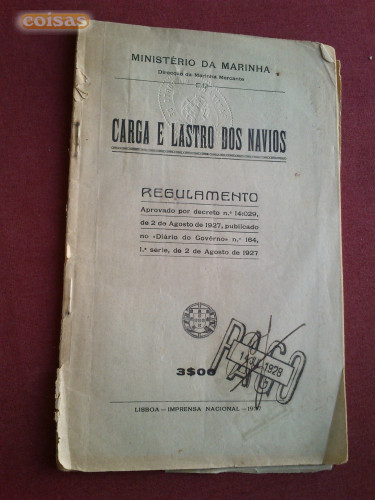 coisas
MINISTÉRIO DA MARINHA
Direcção da Marinha Mercante
CARGA E LASTRO DOS NAVIOS
REGULAMENTO
Aprovado por decreto n.º 14:029,
de 2 de Agosto de 1927, publicado
no «Diário do Govêrno» n.º 164,
1.ª série, de 2 de Agosto de 1927
3$00
PAGO
1928
LISBOA — IMPRENSA NACIONAL — 1927